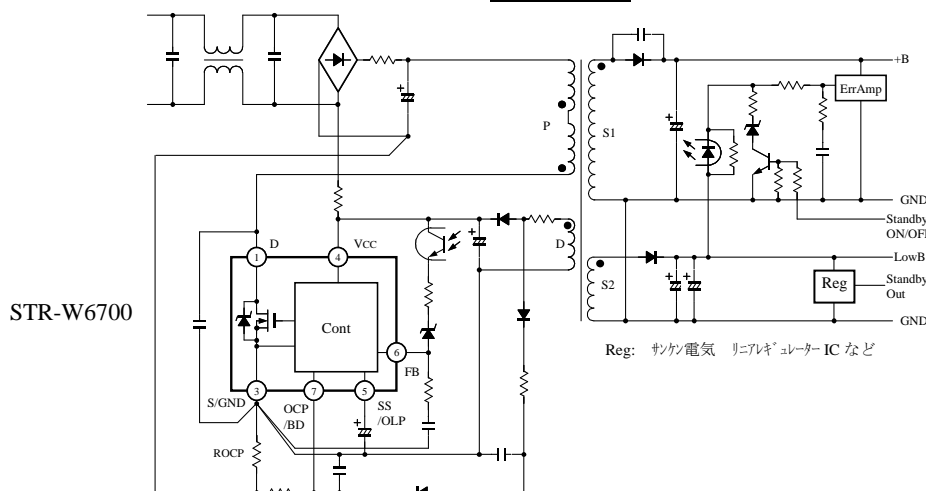 +B
ErrAmp
P
S1
GND
Standby
ON/OFF
D
D
VCC
1
4
LowB
S2
Reg
Standby
Out
STR-W6700
Cont
GND
6
FB
Reg: サンケン電気 リニアレギュレーター IC など
3
7
5
S/GND
OCP
/BD
SS
/OLP
ROCP